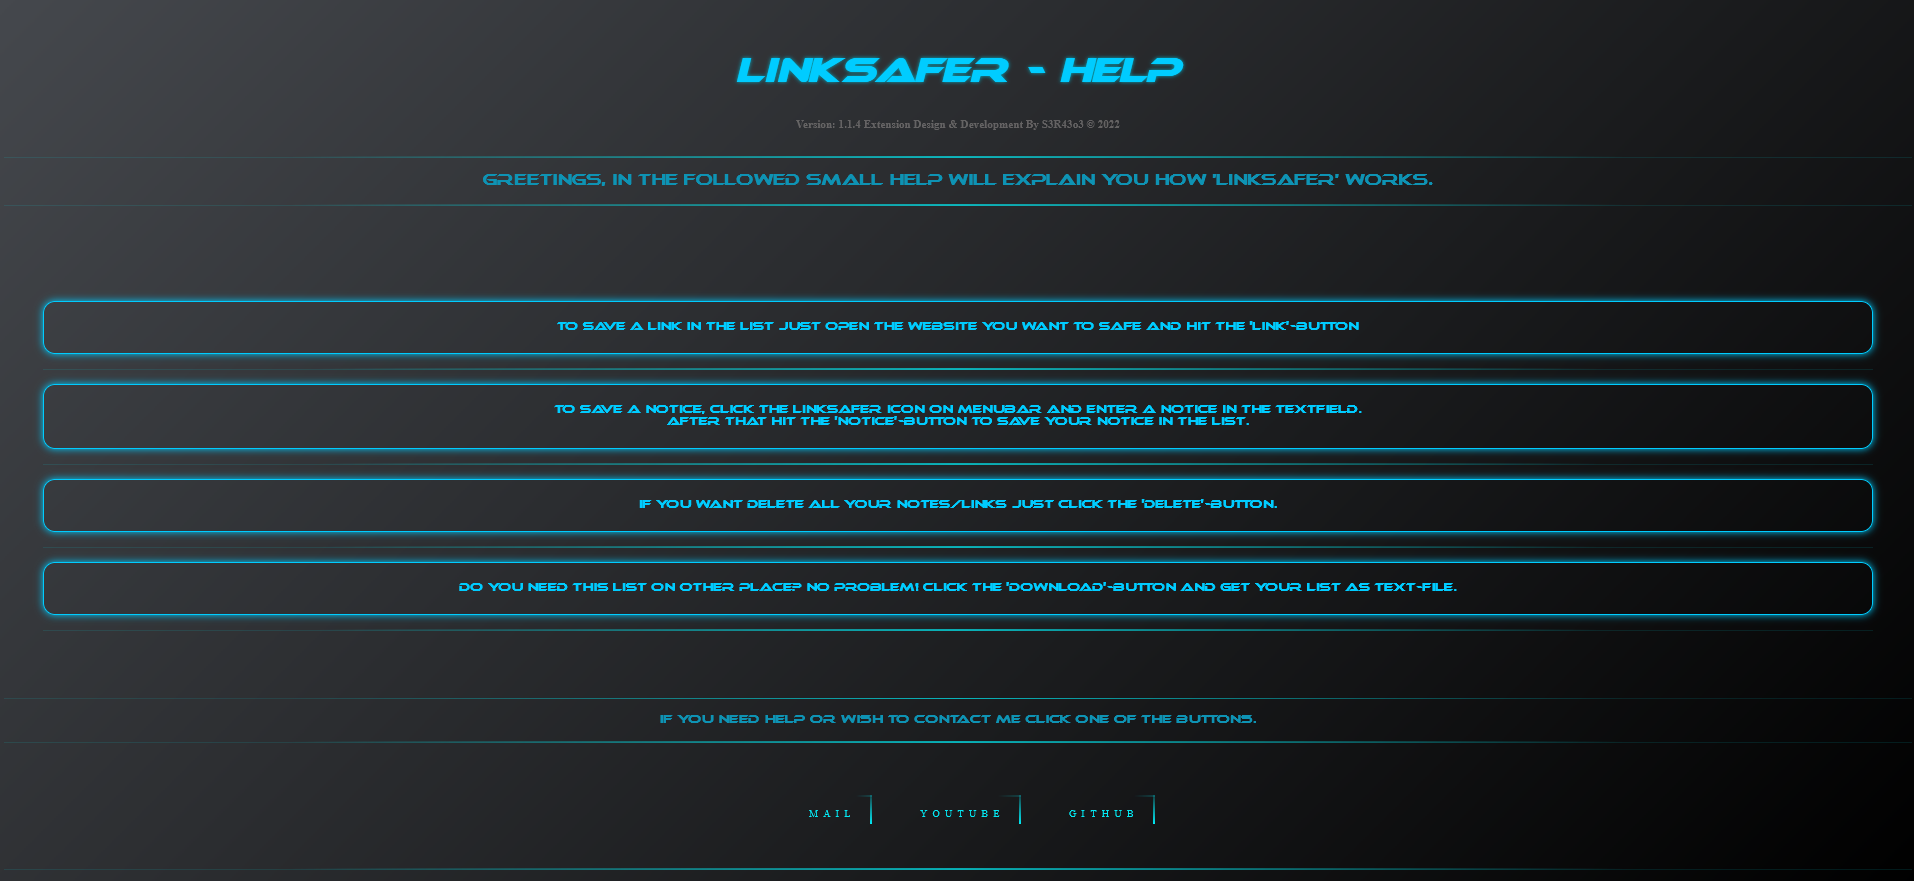 LINKSAFER - HELP
Version: 1.1.4 Extension Design & Development By S3R43o3 © 2022
GREETINGS, IN THE FOLLOWED SMALL HELP WILL EXPLAIN YOU HOW 'LINKSAFER' WORKS.
TO SAVE A LINK IN THE LIST JUST OPEN THE WEBSITE YOU WANT TO SAFE AND HIT THE 'LINK'-BUTTON
TO SAVE A NOTICE, CLICK THE LINKSAFER ICON ON MENUBAR AND ENTER A NOTICE IN THE TEXTFIELD.
AFTER THAT HIT THE 'NOTICE'-BUTTON TO SAVE YOUR NOTICE IN THE LIST.
IF YOU WANT DELETE ALL YOUR NOTES/LINKS JUST CLICK THE 'DELETE'-BUTTON.
DO YOU NEED THIS LIST ON OTHER PLACE? NO PROBLEM! CLICK THE 'DOWNLOAD'-BUTTON AND GET YOUR LIST AS TEXT-FILE.
IF YOU NEED HELP OR WISH TO CONTACT ME CLICK ONE OF THE BUTTONS.
MAIL YOUTUBE GITHUB